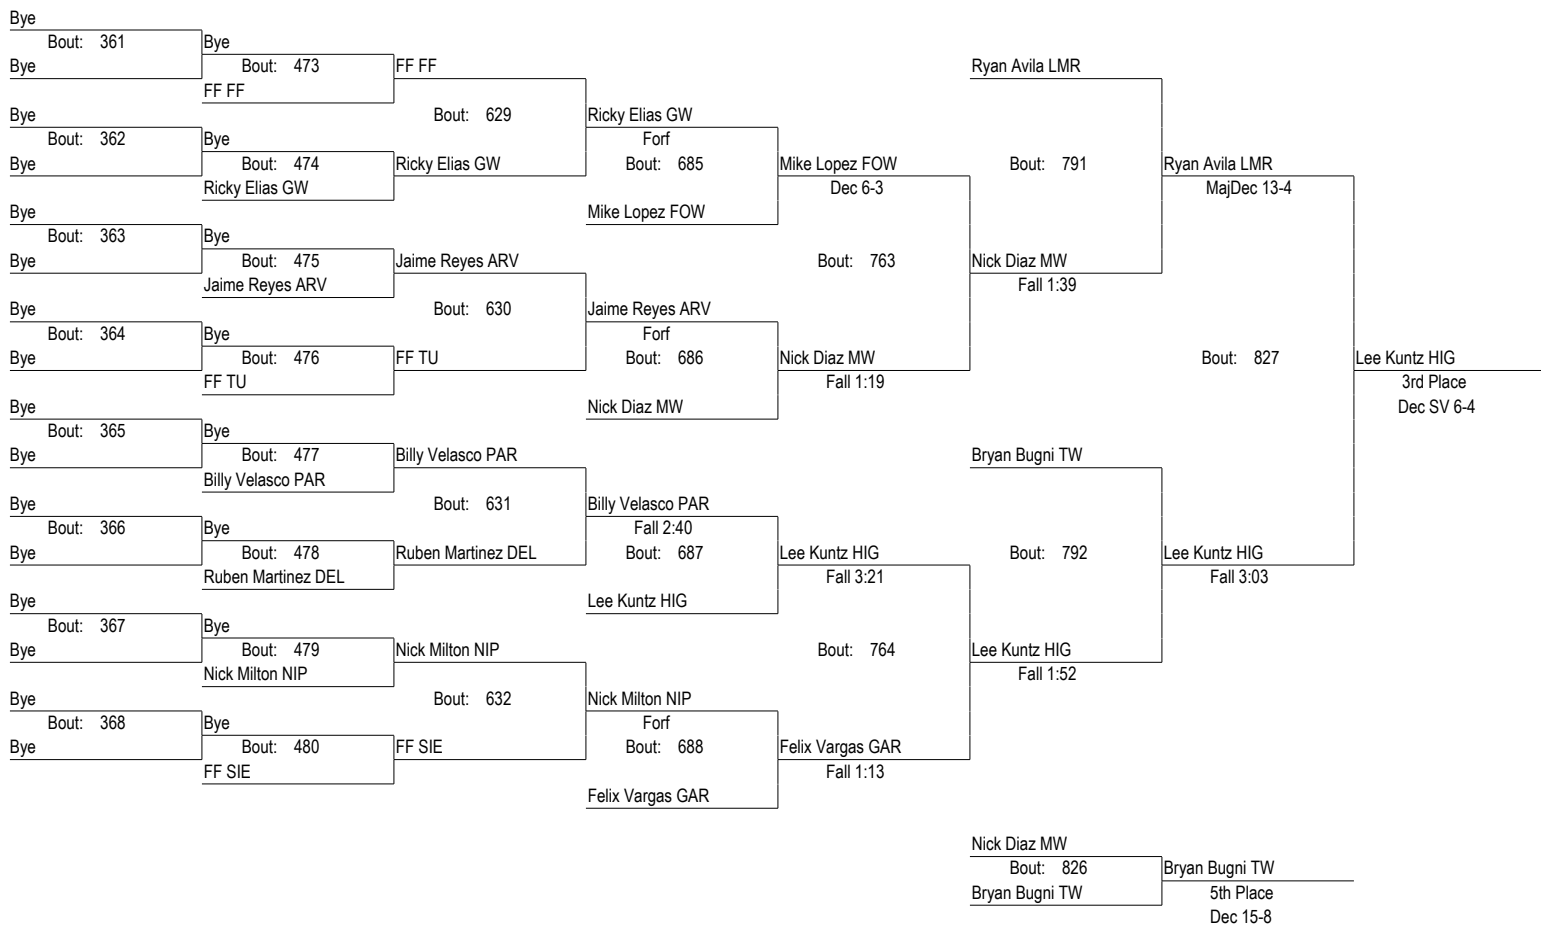 Bye
Bout: 361 Bye
Bye Bout: 473 FF FF Ryan Avila LMR
FF FF
Bye Bout: 629 Ricky Elias GW
Bout: 362 Bye Forf
Bye Bout: 474 Ricky Elias GW Bout: 685 Mike Lopez FOW Bout: 791 Ryan Avila LMR
Ricky Elias GW Dec 6-3 MajDec 13-4
Bye Mike Lopez FOW
Bout: 363 Bye
Bye Bout: 475 Jaime Reyes ARV Bout: 763 Nick Diaz MW
Jaime Reyes ARV Fall 1:39
Bye Bout: 630 Jaime Reyes ARV
Bout: 364 Bye Forf
Bye Bout: 476 FF TU Bout: 686 Nick Diaz MW Bout: 827 Lee Kuntz HIG
FF TU Fall 1:19 3rd Place
Bye Nick Diaz MW Dec SV 6-4
Bout: 365 Bye
Bye Bout: 477 Billy Velasco PAR Bryan Bugni TW
Billy Velasco PAR
Bye Bout: 631 Billy Velasco PAR
Bout: 366 Bye Fall 2:40
Bye Bout: 478 Ruben Martinez DEL Bout: 687 Lee Kuntz HIG Bout: 792 Lee Kuntz HIG
Ruben Martinez DEL Fall 3:21 Fall 3:03
Bye Lee Kuntz HIG
Bout: 367 Bye
Bye Bout: 479 Nick Milton NIP Bout: 764 Lee Kuntz HIG
Nick Milton NIP Fall 1:52
Bye Bout: 632 Nick Milton NIP
Bout: 368 Bye Forf
Bye Bout: 480 FF SIE Bout: 688 Felix Vargas GAR
FF SIE Fall 1:13
Felix Vargas GAR
Nick Diaz MW
Bout: 826 Bryan Bugni TW
Bryan Bugni TW 5th Place
Dec 15-8